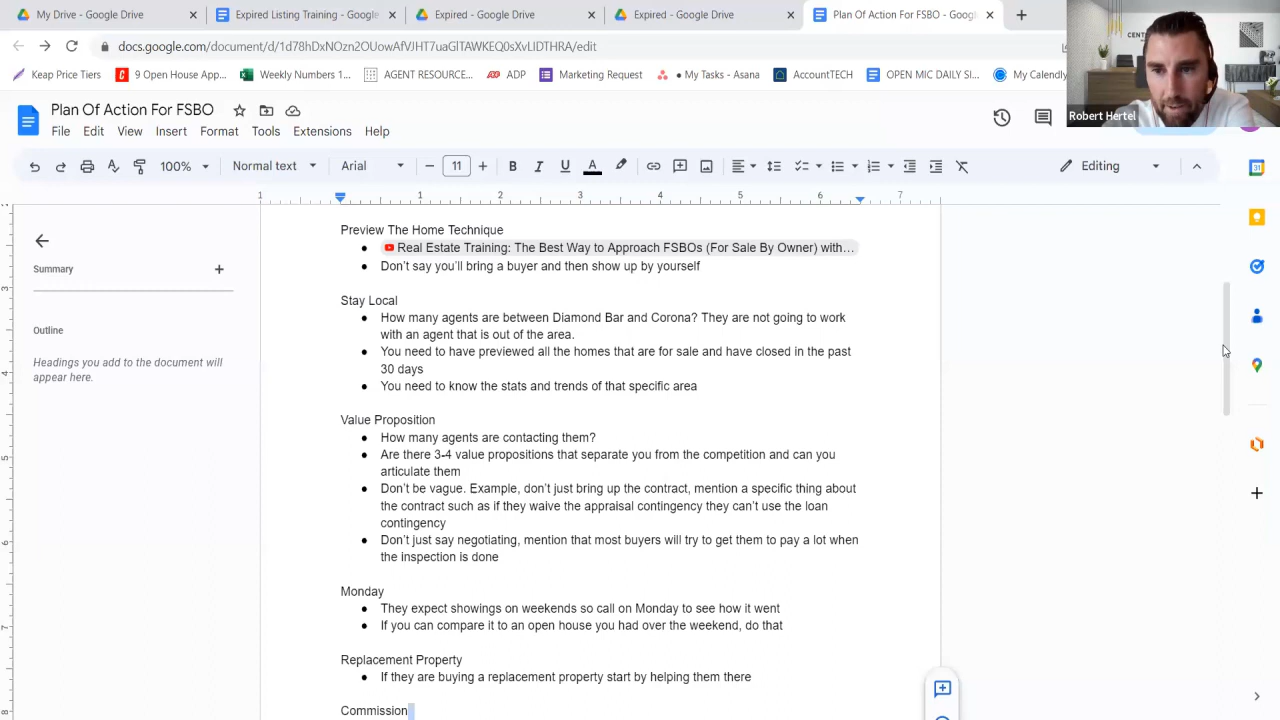 My Drive - Google Drive
Expired Listing Training - Google
Expired - Google Drive
Expired - Google Drive
Plan Of Action For FSBO - Goog
docs.google.com/document/d/1d78hDxNOzn2OUowAfVJHT7uaGlTAWKEQ0sXvLIDTHRA/edit
Keap Price Tiers
9 Open House App...
Weekly Numbers 1...
AGENT RESOURCE...
ADP
Marketing Request
• My Tasks - Asana
AccountTECH
OPEN MIC DAILY SI...
My Calendly
Robert Hertel
Plan Of Action For FSBO
File Edit View Insert Format Tools Extensions Help
100% Normal text Arial 11 B I U A Editing
1 1 2 3 4 5 6 7
Summary
Outline
Headings you add to the document will
appear here.
Preview The Home Technique
● Real Estate Training: The Best Way to Approach FSBOs (For Sale By Owner) with…
● Don’t say you’ll bring a buyer and then show up by yourself
Stay Local
● How many agents are between Diamond Bar and Corona? They are not going to work
with an agent that is out of the area.
● You need to have previewed all the homes that are for sale and have closed in the past
30 days
● You need to know the stats and trends of that specific area
Value Proposition
● How many agents are contacting them?
● Are there 3-4 value propositions that separate you from the competition and can you
articulate them
● Don’t be vague. Example, don’t just bring up the contract, mention a specific thing about
the contract such as if they waive the appraisal contingency they can’t use the loan
contingency
● Don’t just say negotiating, mention that most buyers will try to get them to pay a lot when
the inspection is done
Monday
● They expect showings on weekends so call on Monday to see how it went
● If you can compare it to an open house you had over the weekend, do that
Replacement Property
● If they are buying a replacement property start by helping them there
Commission